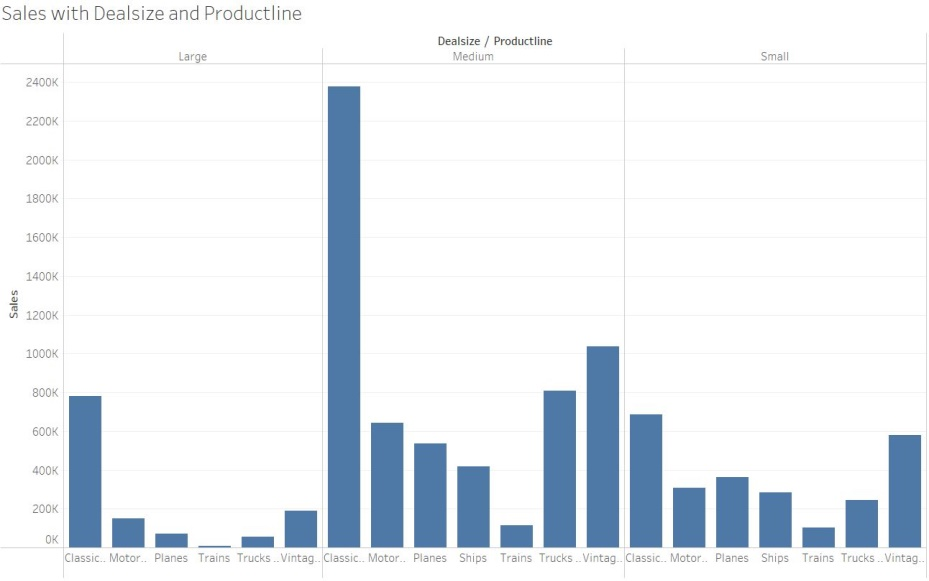 Sales with Dealsize and Productline
Dealsize / Productline
Large Medium Small
2400K
2200K
2000K
1800K
1600K
1400K
1200K
1000K
800K
600K
400K
200K
0K
Sales
Classic.. Motor.. Planes Trains Trucks .. Vintag.. Classic.. Motor.. Planes Ships Trains Trucks .. Vintag.. Classic.. Motor.. Planes Ships Trains Trucks .. Vintag..